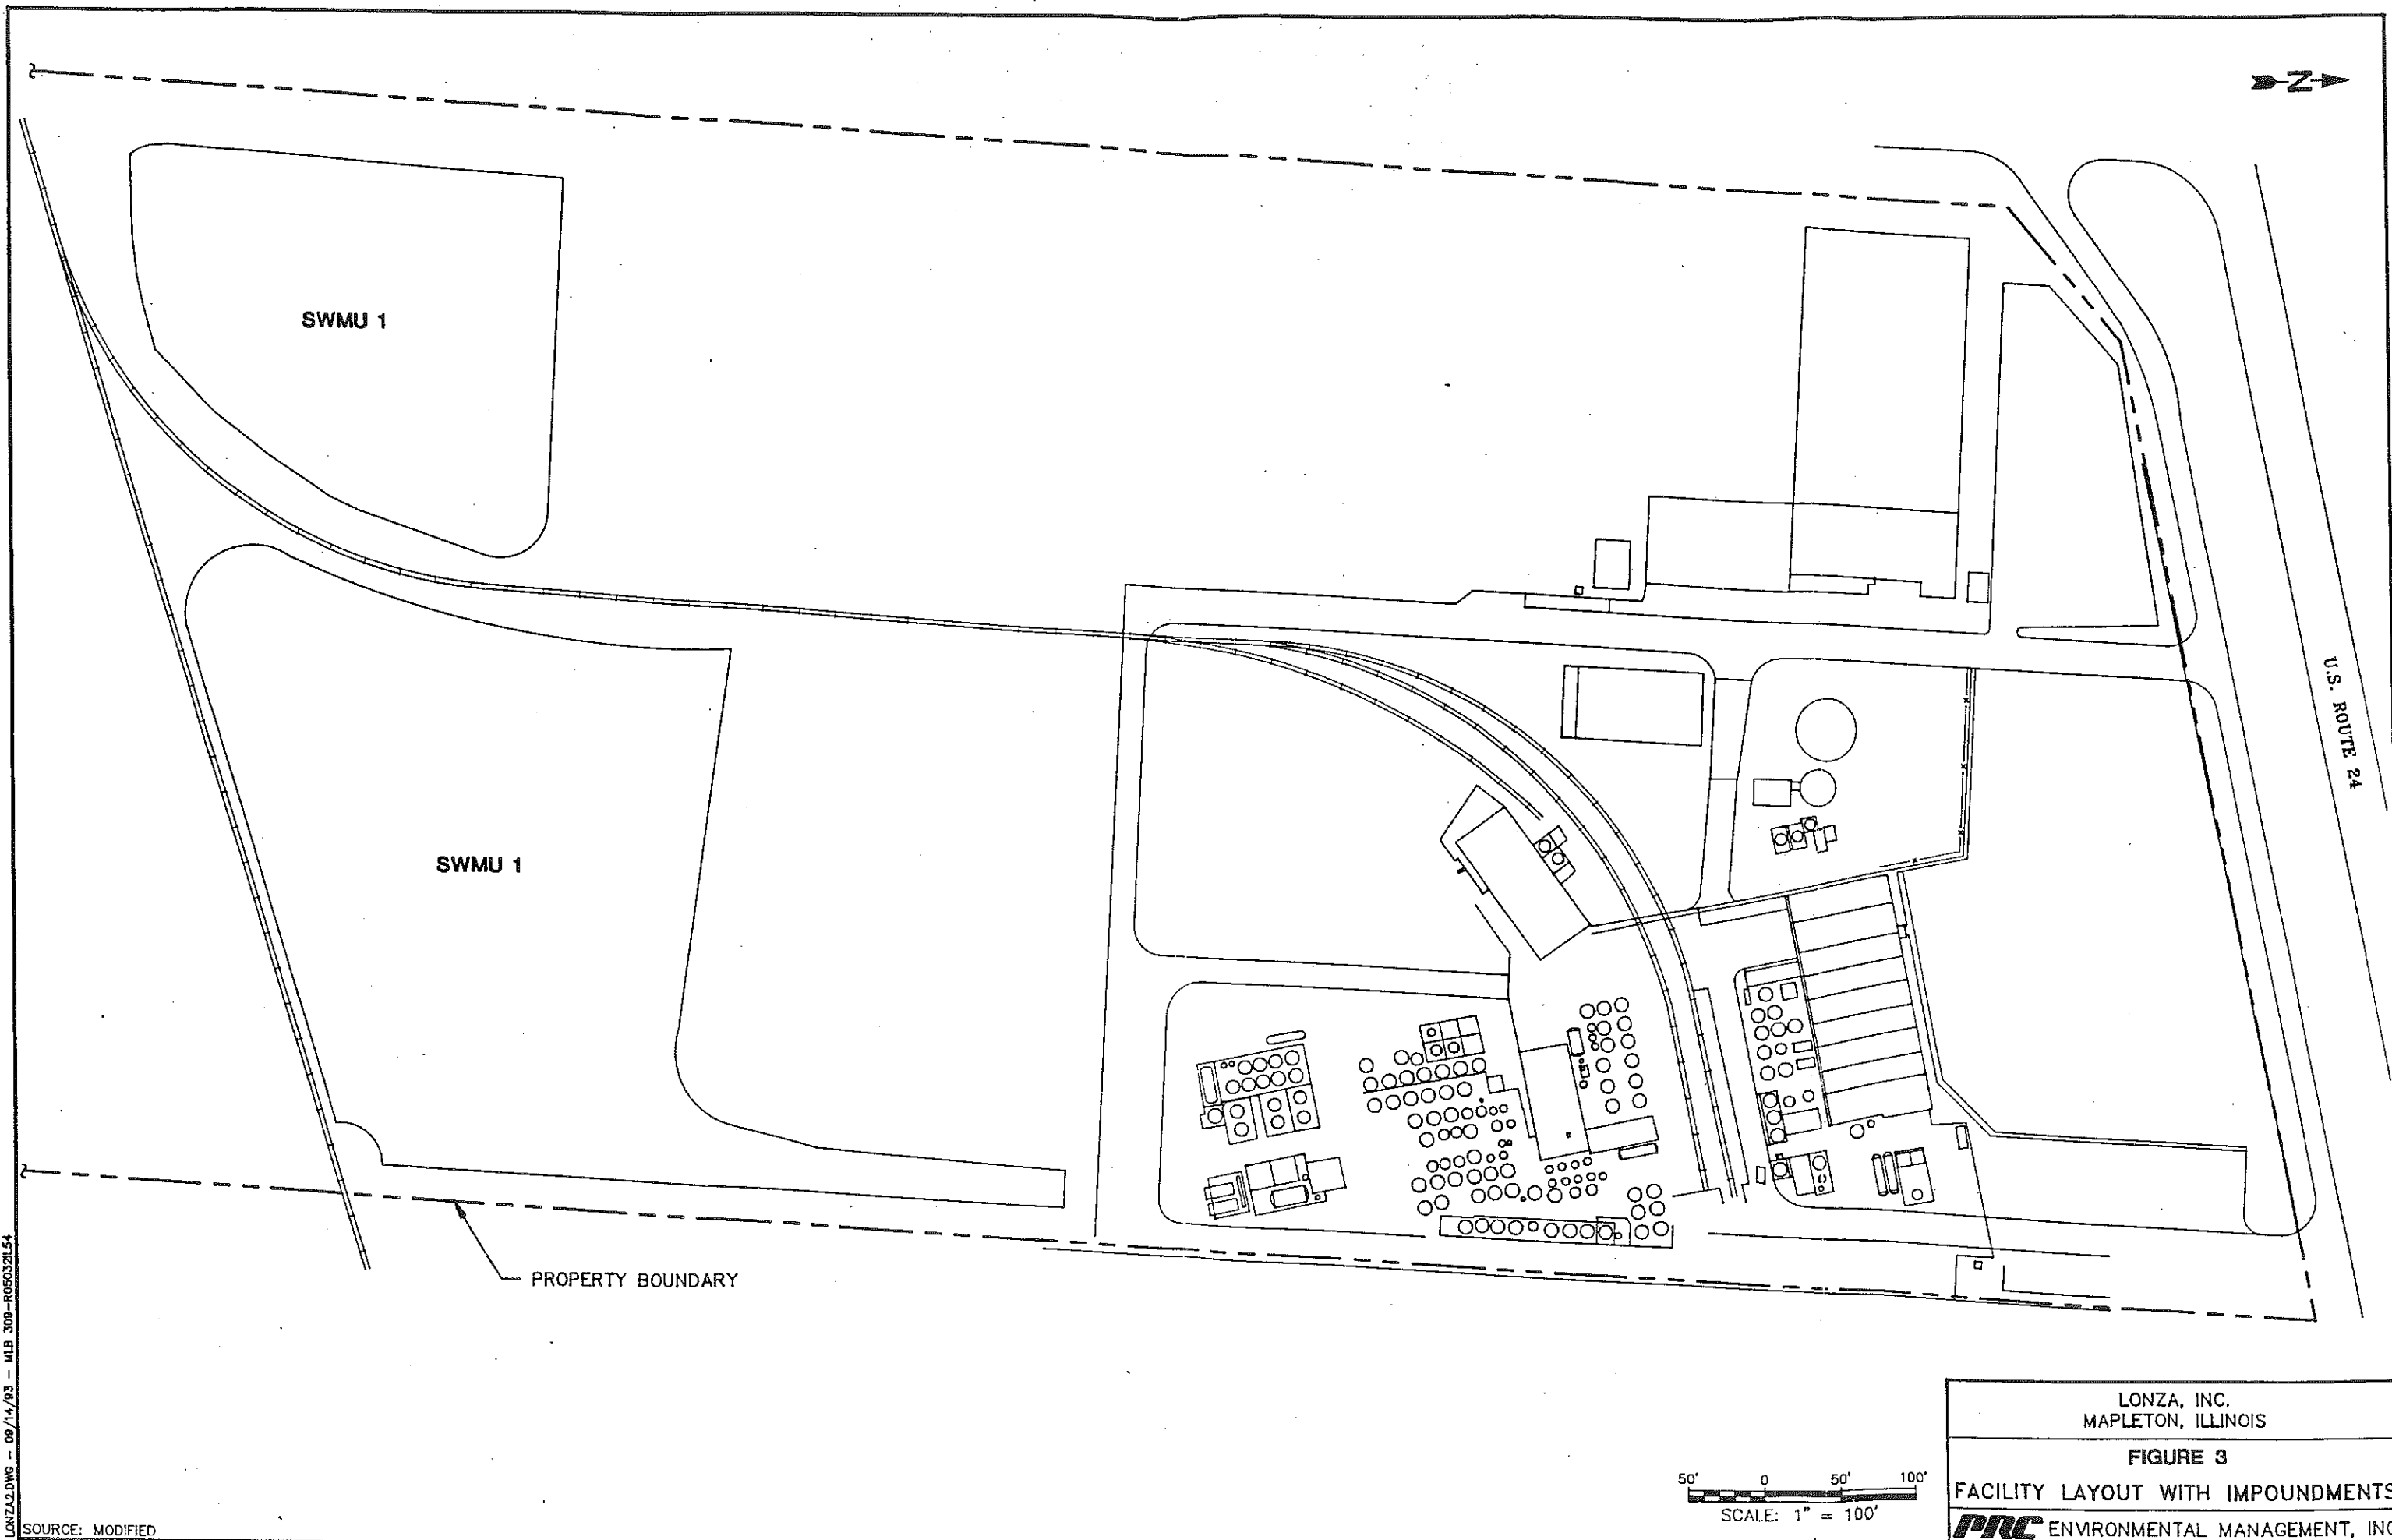 N
SWMU 1
U.S. ROUTE 24
SWMU 1
PROPERTY BOUNDARY
LONZA2.DWG - 09/14/93 - MLB 309-R050321L54
SOURCE: MODIFIED
50' 0 50' 100'
SCALE: 1" = 100'
LONZA, INC.
MAPLETON, ILLINOIS
FIGURE 3
FACILITY LAYOUT WITH IMPOUNDMENTS
PRC ENVIRONMENTAL MANAGEMENT, INC